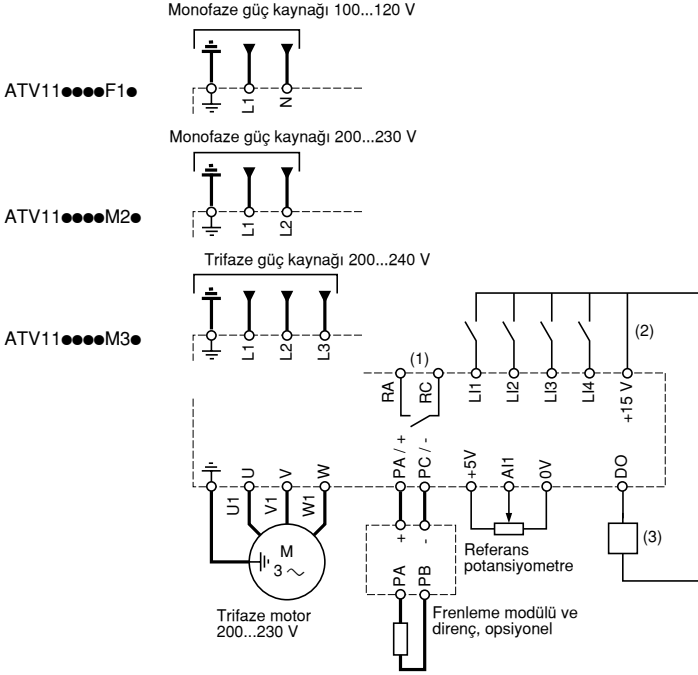 Monofaze güç kaynağı 100...120 V
ATV11●●●●F1●
L1
N
Monofaze güç kaynağı 200...230 V
ATV11●●●●M2●
L1
L2
Trifaze güç kaynağı 200...240 V
ATV11●●●●M3●
L1
L2
L3
(1)
(2)
RA
RC
LI1
LI2
LI3
LI4
+15 V
U
V
W
PA / +
PC / -
+5V
AI1
0V
DO
U1
V1
W1
M
3
+
-
PA
PB
(3)
Referans
potansiyometre
Trifaze motor
200...230 V
Frenleme modülü ve
direnç, opsiyonel